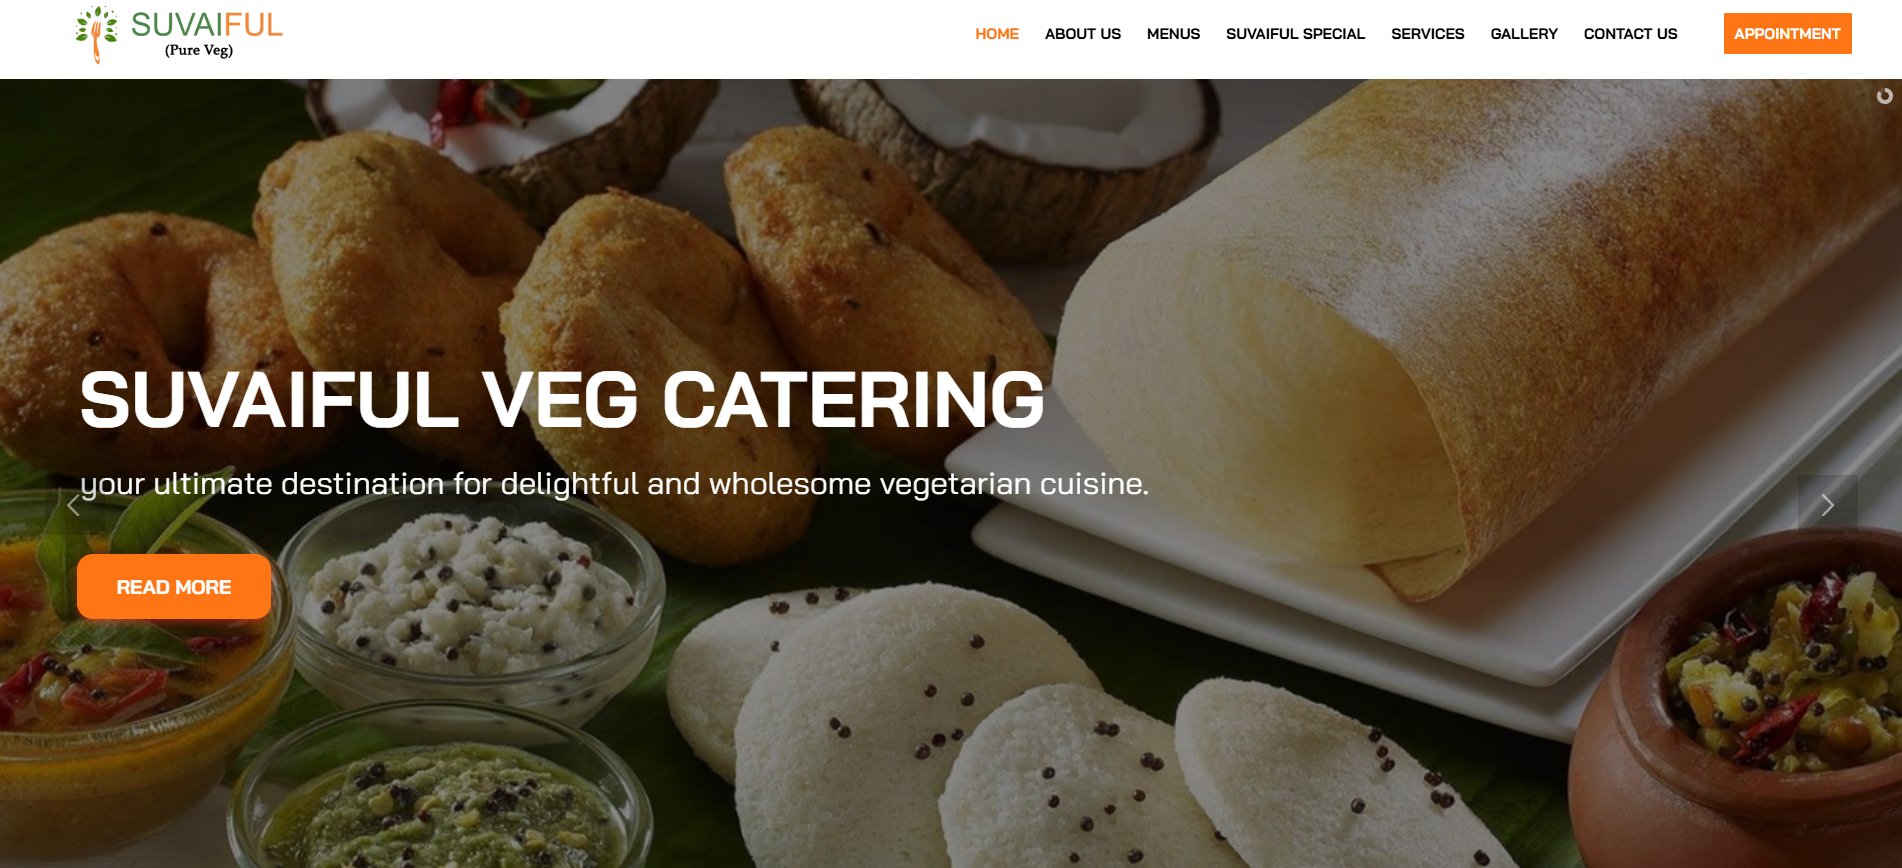 SUVAIFUL
(Pure Veg)
HOME ABOUT US MENUS SUVAIFUL SPECIAL SERVICES GALLERY CONTACT US APPOINTMENT
SUVAIFUL VEG CATERING
your ultimate destination for delightful and wholesome vegetarian cuisine.
READ MORE